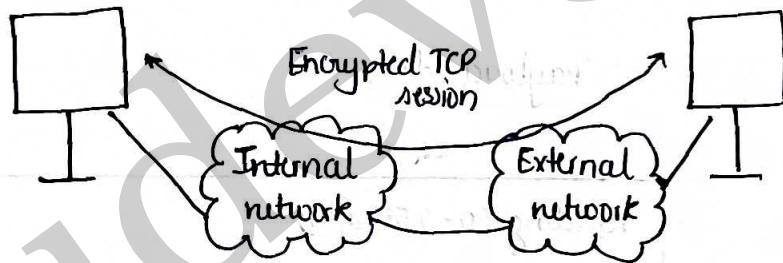 Encrypted TCP
session
Internal
network
External
network